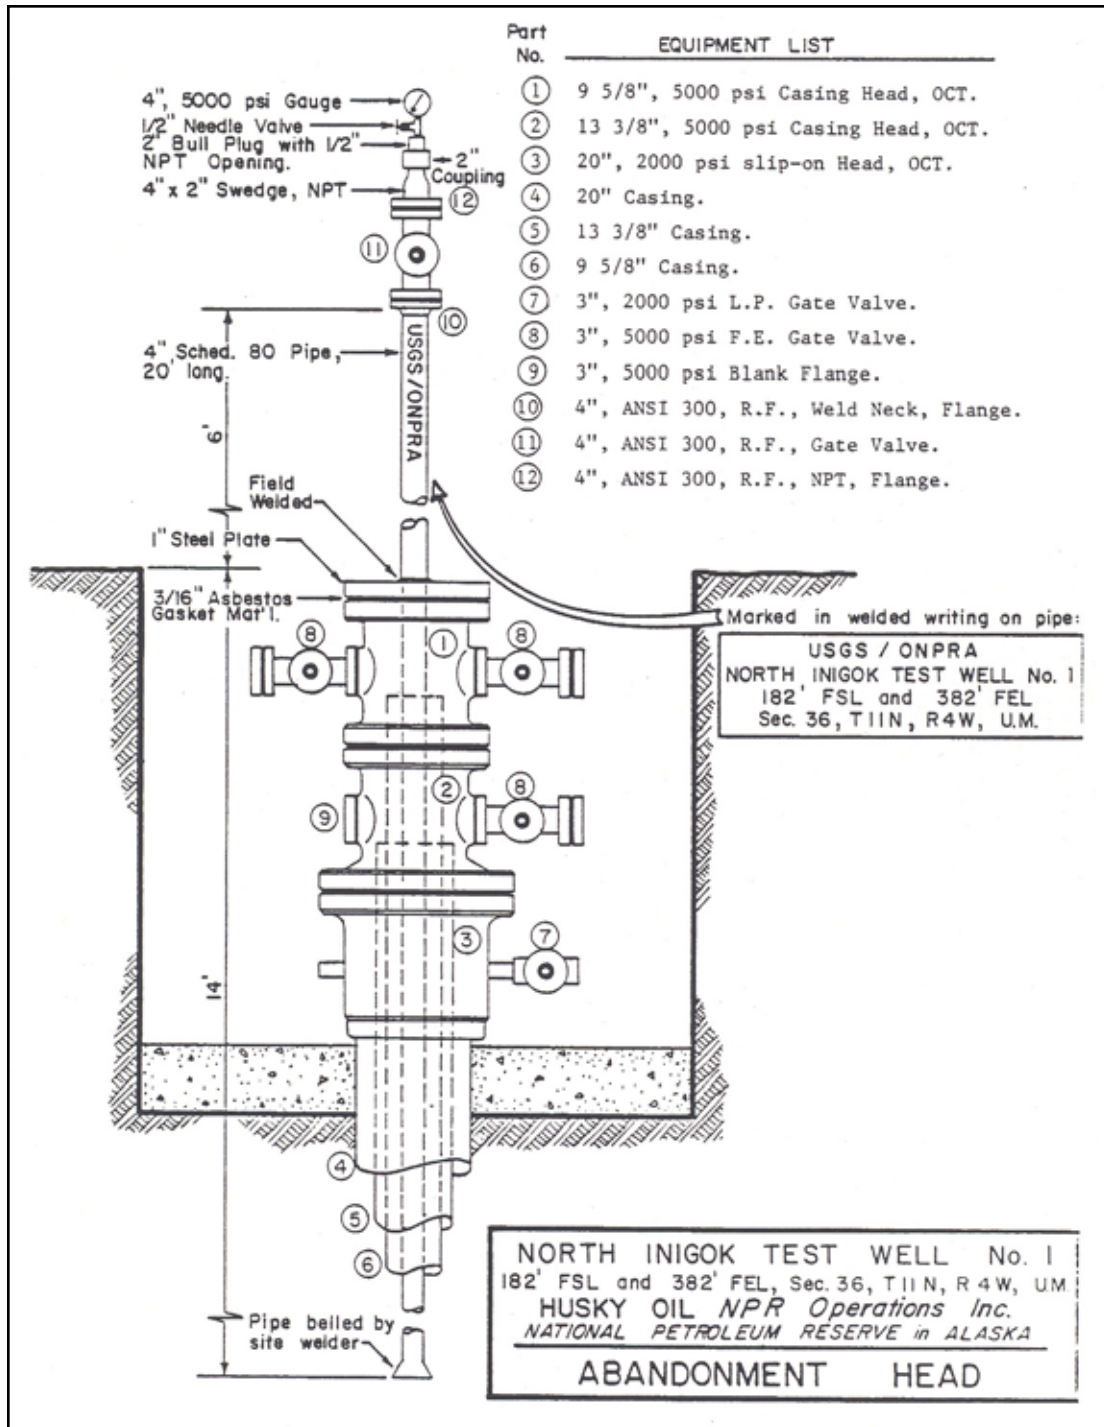 Part
No.
EQUIPMENT LIST
1 9 5/8", 5000 psi Casing Head, OCT.
2 13 3/8", 5000 psi Casing Head, OCT.
3 20", 2000 psi slip-on Head, OCT.
4 20" Casing.
5 13 3/8" Casing.
6 9 5/8" Casing.
7 3", 2000 psi L.P. Gate Valve.
8 3", 5000 psi F.E. Gate Valve.
9 3", 5000 psi Blank Flange.
10 4", ANSI 300, R.F., Weld Neck, Flange.
11 4", ANSI 300, R.F., Gate Valve.
12 4", ANSI 300, R.F., NPT, Flange.
4", 5000 psi Gauge
1/2" Needle Valve
2" Bull Plug with 1/2"
NPT Opening.
2"
Coupling
4" x 2" Swedge, NPT
12
11
10
4" Sched. 80 Pipe,
20' long.
USGS/ONPRA
6'
Field
Welded
1" Steel Plate
3/16" Asbestos
Gasket Mat'l.
Marked in welded writing on pipe:
USGS / ONPRA
NORTH INIGOK TEST WELL No. 1
182' FSL and 382' FEL
Sec. 36, T11N, R4W, U.M.
8
1
8
2
8
9
3
7
14'
4
5
6
Pipe belled by
site welder
NORTH INIGOK TEST WELL No. 1
182' FSL and 382' FEL, Sec. 36, T11N, R4W, U.M.
HUSKY OIL NPR Operations Inc.
NATIONAL PETROLEUM RESERVE in ALASKA
ABANDONMENT HEAD